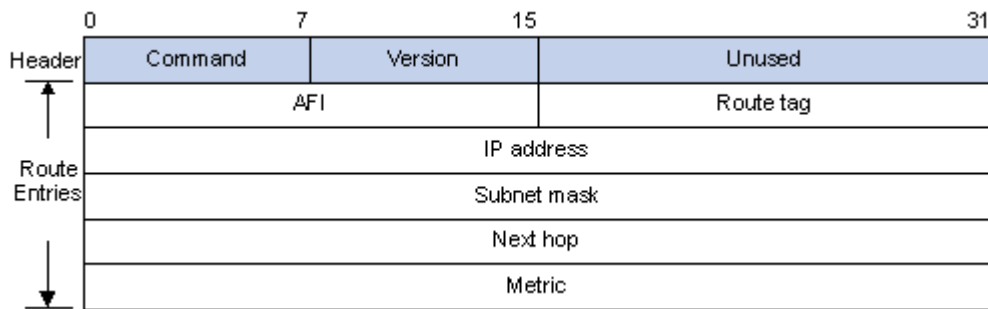 0 7 15 31
Header Command Version Unused
AFI Route tag
IP address
Route
Entries
Subnet mask
Next hop
Metric